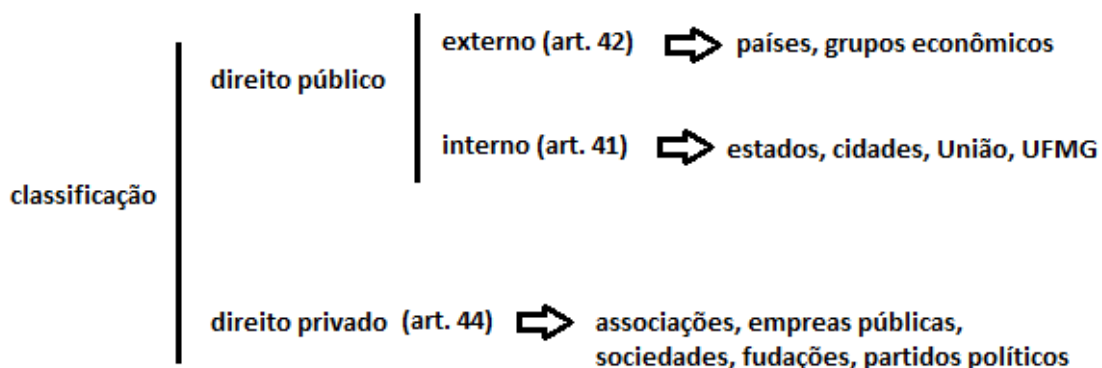 classificação
direito público
externo (art. 42)
países, grupos econômicos
interno (art. 41)
estados, cidades, União, UFMG
direito privado (art. 44)
associações, empreas públicas,
sociedades, fudações, partidos políticos